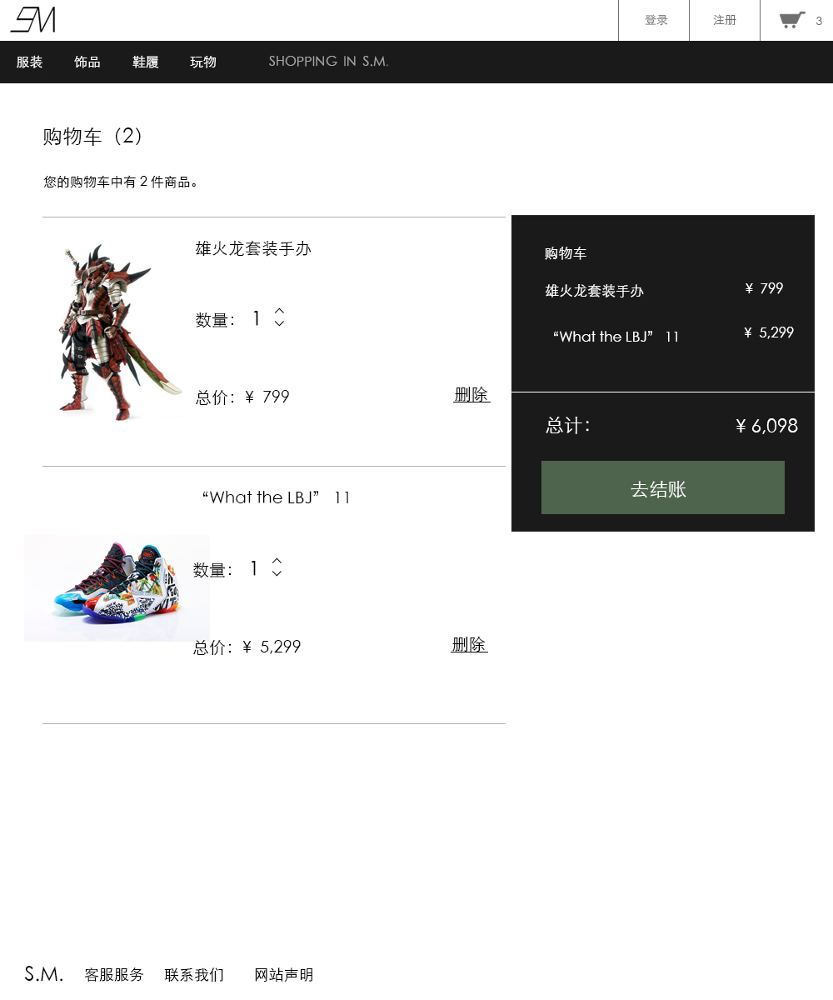 SM 登录 注册 3
服装 饰品 鞋履 玩物 SHOPPING IN S.M.
购物车（2）
您的购物车中有 2 件商品。
雄火龙套装手办
数量： 1
总价：¥ 799 删除
“What the LBJ” 11
数量： 1
总价：¥ 5,299 删除
购物车
雄火龙套装手办 ¥ 799
“What the LBJ” 11 ¥ 5,299
总计： ¥ 6,098
去结账
S.M. 客服服务 联系我们 网站声明